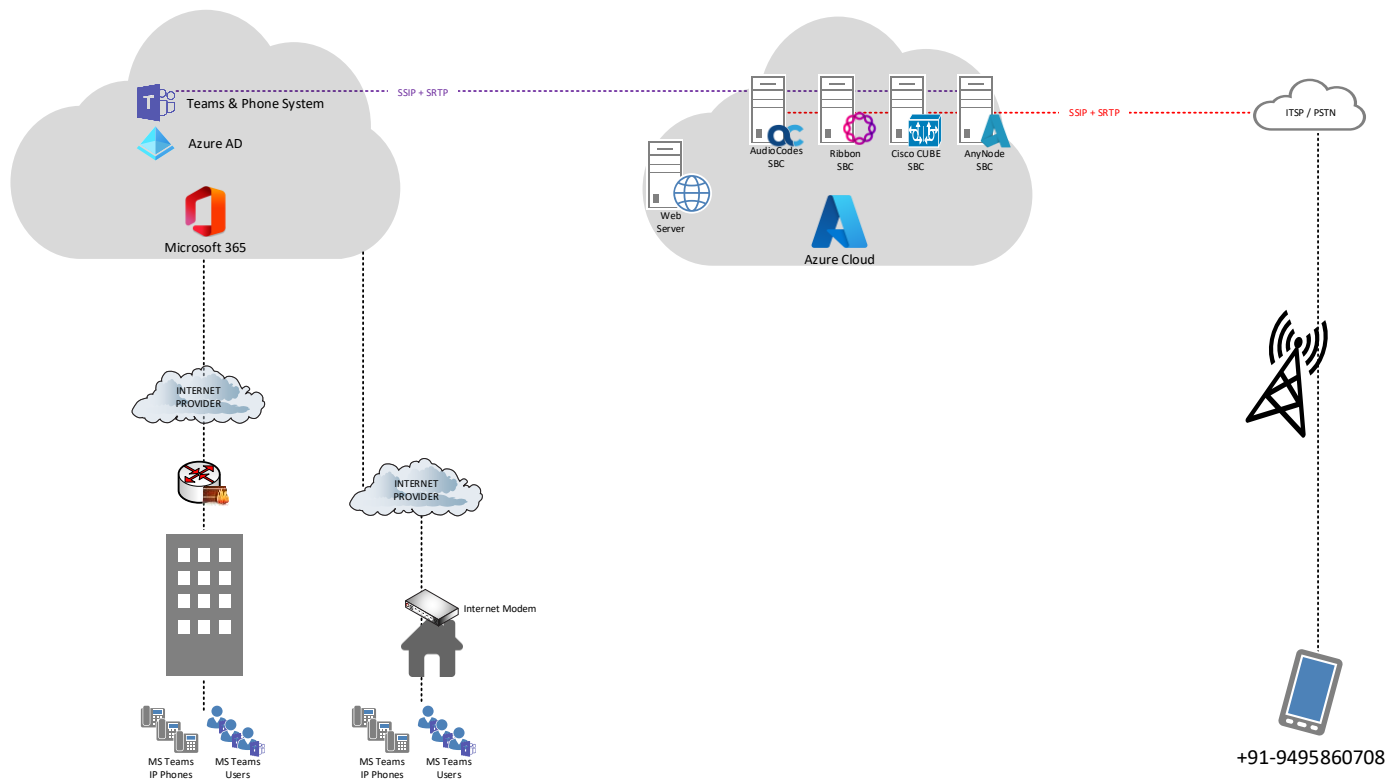 SSIP + SRTP
Teams & Phone System
SSIP + SRTP
ITSP / PSTN
Azure AD
AudioCodes
SBC
Ribbon
SBC
Cisco CUBE
SBC
AnyNode
SBC
Web
Server
Microsoft 365
Azure Cloud
INTERNET
PROVIDER
INTERNET
PROVIDER
Internet Modem
MS Teams
IP Phones
MS Teams
Users
MS Teams
IP Phones
MS Teams
Users
+91-9495860708